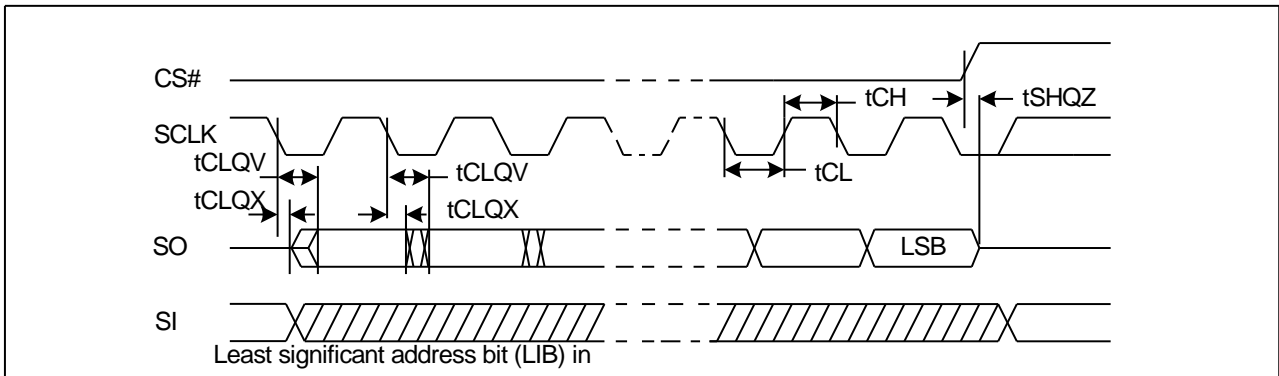 CS#
tCH
tSHQZ
SCLK
tCLQV
tCLQV
tCL
tCLQX
tCLQX
SO
LSB
SI
Least significant address bit (LIB) in